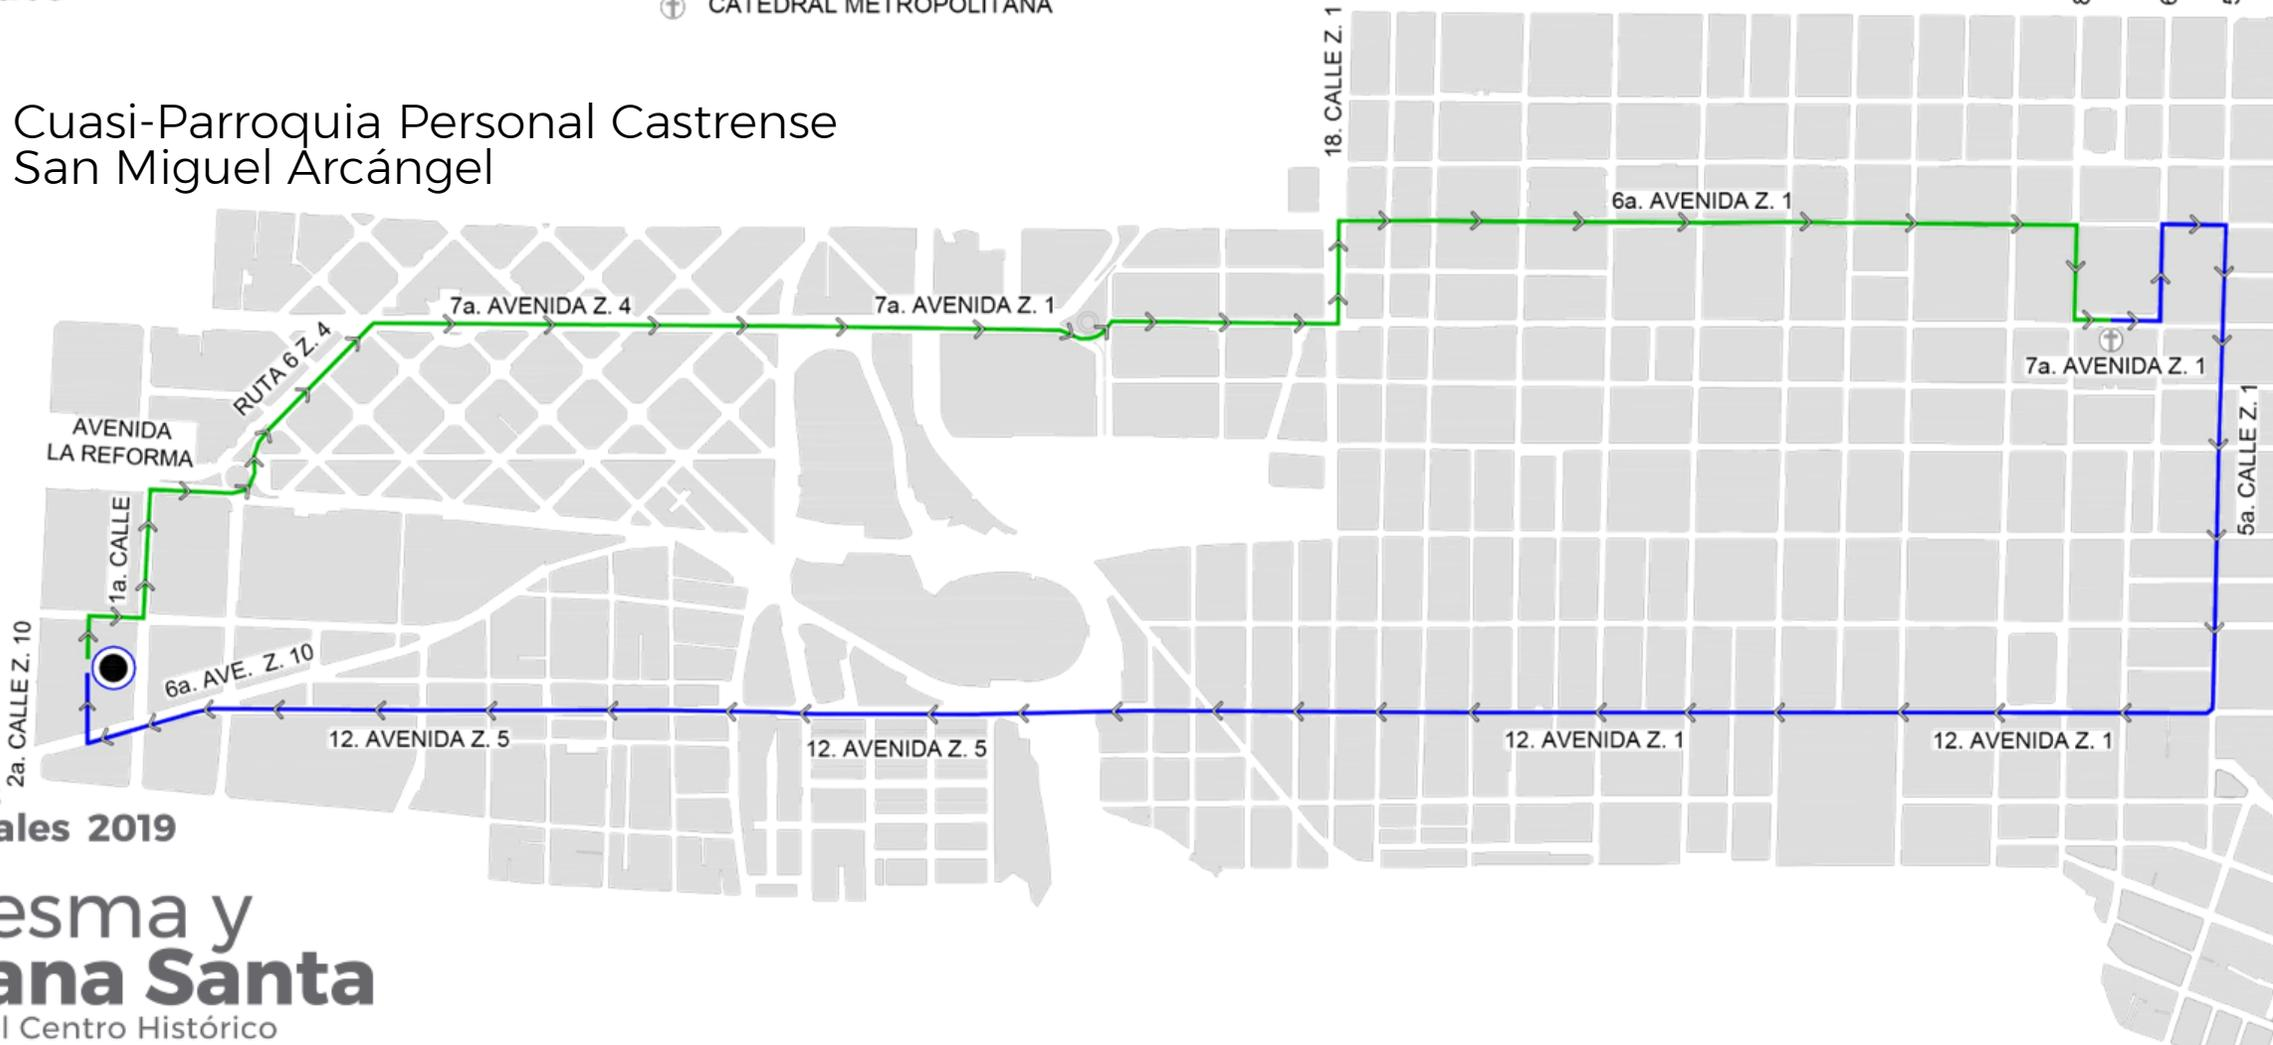 CATEDRAL METROPOLITANA
Cuasi-Parroquia Personal Castrense
San Miguel Arcángel
18. CALLE Z. 1
6a. AVENIDA Z. 1
7a. AVENIDA Z. 4
7a. AVENIDA Z. 1
RUTA 6 Z. 4
7a. AVENIDA Z. 1
AVENIDA
LA REFORMA
5a. CALLE Z. 1
1a. CALLE
2a. CALLE Z. 10
6a. AVE. Z. 10
12. AVENIDA Z. 5
12. AVENIDA Z. 5
12. AVENIDA Z. 1
12. AVENIDA Z. 1
ales 2019
esma y
ana Santa
l Centro Histórico